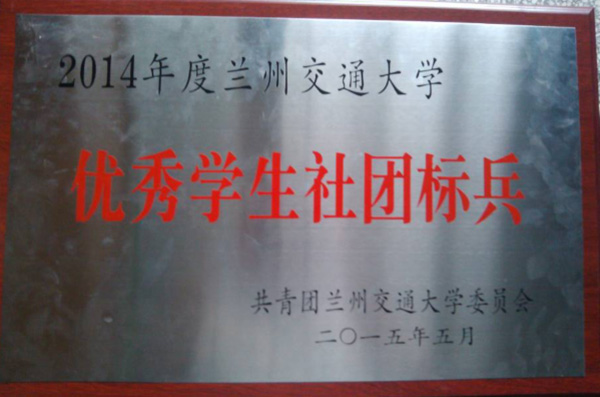 2014年度兰州交通大学
优秀学生社团标兵
共青团兰州交通大学委员会
二〇一五年五月